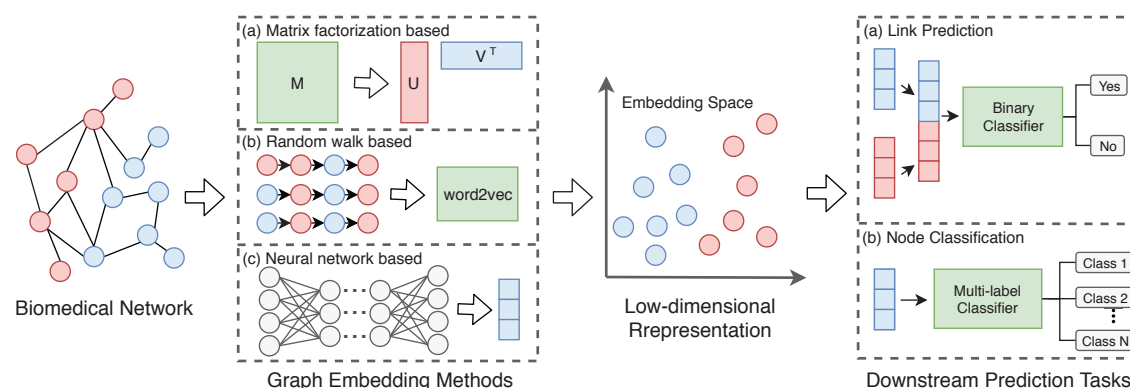 Biomedical Network
(a) Matrix factorization based
M
U
V T
(b) Random walk based
word2vec
(c) Neural network based
Graph Embedding Methods
Embedding Space
Low-dimensional
Rrepresentation
(a) Link Prediction
Binary
Classifier
Yes
No
(b) Node Classification
Multi-label
Classifier
Class 1
Class 2
Class N
Downstream Prediction Tasks